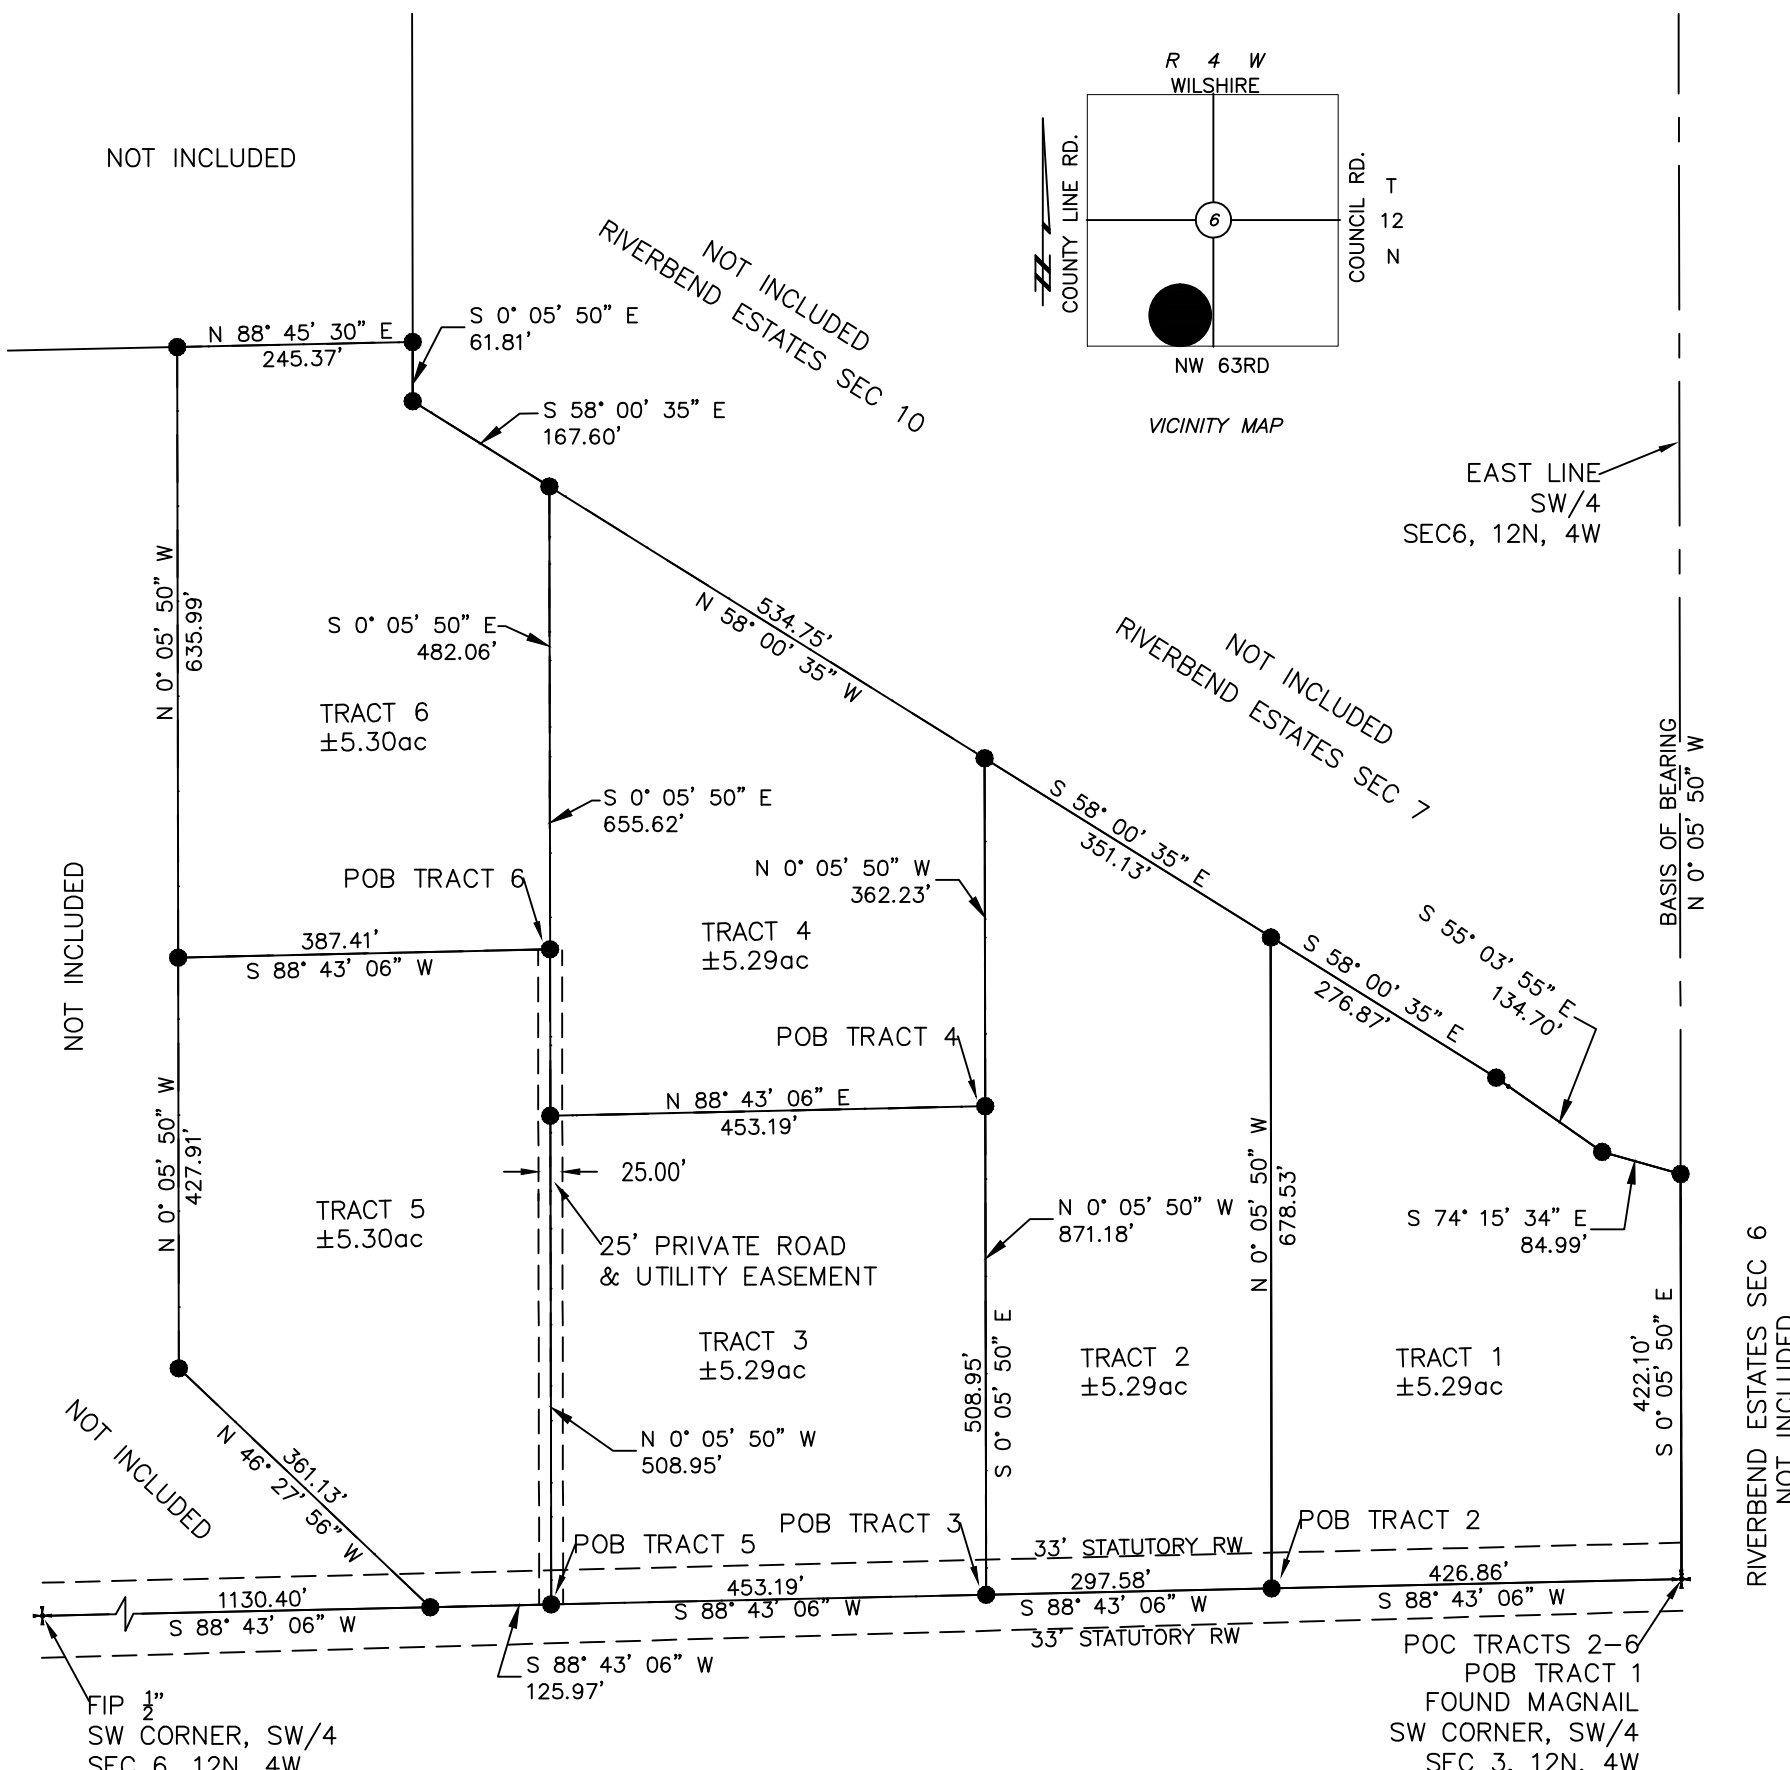 R 4 W
WILSHIRE
COUNTY LINE RD.
COUNCIL RD.
T
12
N
6
NW 63RD
VICINITY MAP
NOT INCLUDED
NOT INCLUDED
RIVERBEND ESTATES SEC 10
N 88° 45' 30" E
245.37'
S 0° 05' 50" E
61.81'
S 58° 00' 35" E
167.60'
EAST LINE
SW/4
SEC6, 12N, 4W
N 0° 05' 50" W
635.99'
S 0° 05' 50" E
482.06'
534.75'
N 58° 00' 35" W
NOT INCLUDED
RIVERBEND ESTATES SEC 7
TRACT 6
±5.30ac
S 0° 05' 50" E
655.62'
BASIS OF BEARING
N 0° 05' 50" W
S 58° 00' 35" E
351.13'
N 0° 05' 50" W
362.23'
POB TRACT 6
NOT INCLUDED
387.41'
S 88° 43' 06" W
TRACT 4
±5.29ac
S 58° 00' 35" E
276.87'
S 55° 03' 55" E
134.70'
POB TRACT 4
N 88° 43' 06" E
453.19'
N 0° 05' 50" W
427.91'
25.00'
TRACT 5
±5.30ac
25' PRIVATE ROAD
& UTILITY EASEMENT
N 0° 05' 50" W
871.18'
N 0° 05' 50" W
678.53'
S 74° 15' 34" E
84.99'
TRACT 3
±5.29ac
508.95'
S 0° 05' 50" E
TRACT 2
±5.29ac
TRACT 1
±5.29ac
422.10'
S 0° 05' 50" E
RIVERBEND ESTATES SEC 6
NOT INCLUDED
NOT INCLUDED
361.13'
N 46° 27' 56" W
N 0° 05' 50" W
508.95'
POB TRACT 5
POB TRACT 3
POB TRACT 2
33' STATUTORY RW
1130.40'
S 88° 43' 06" W
453.19'
S 88° 43' 06" W
297.58'
S 88° 43' 06" W
426.86'
S 88° 43' 06" W
33' STATUTORY RW
S 88° 43' 06" W
125.97'
FIP ½"
SW CORNER, SW/4
SEC 6, 12N, 4W
POC TRACTS 2-6
POB TRACT 1
FOUND MAGNAIL
SW CORNER, SW/4
SEC 3, 12N, 4W